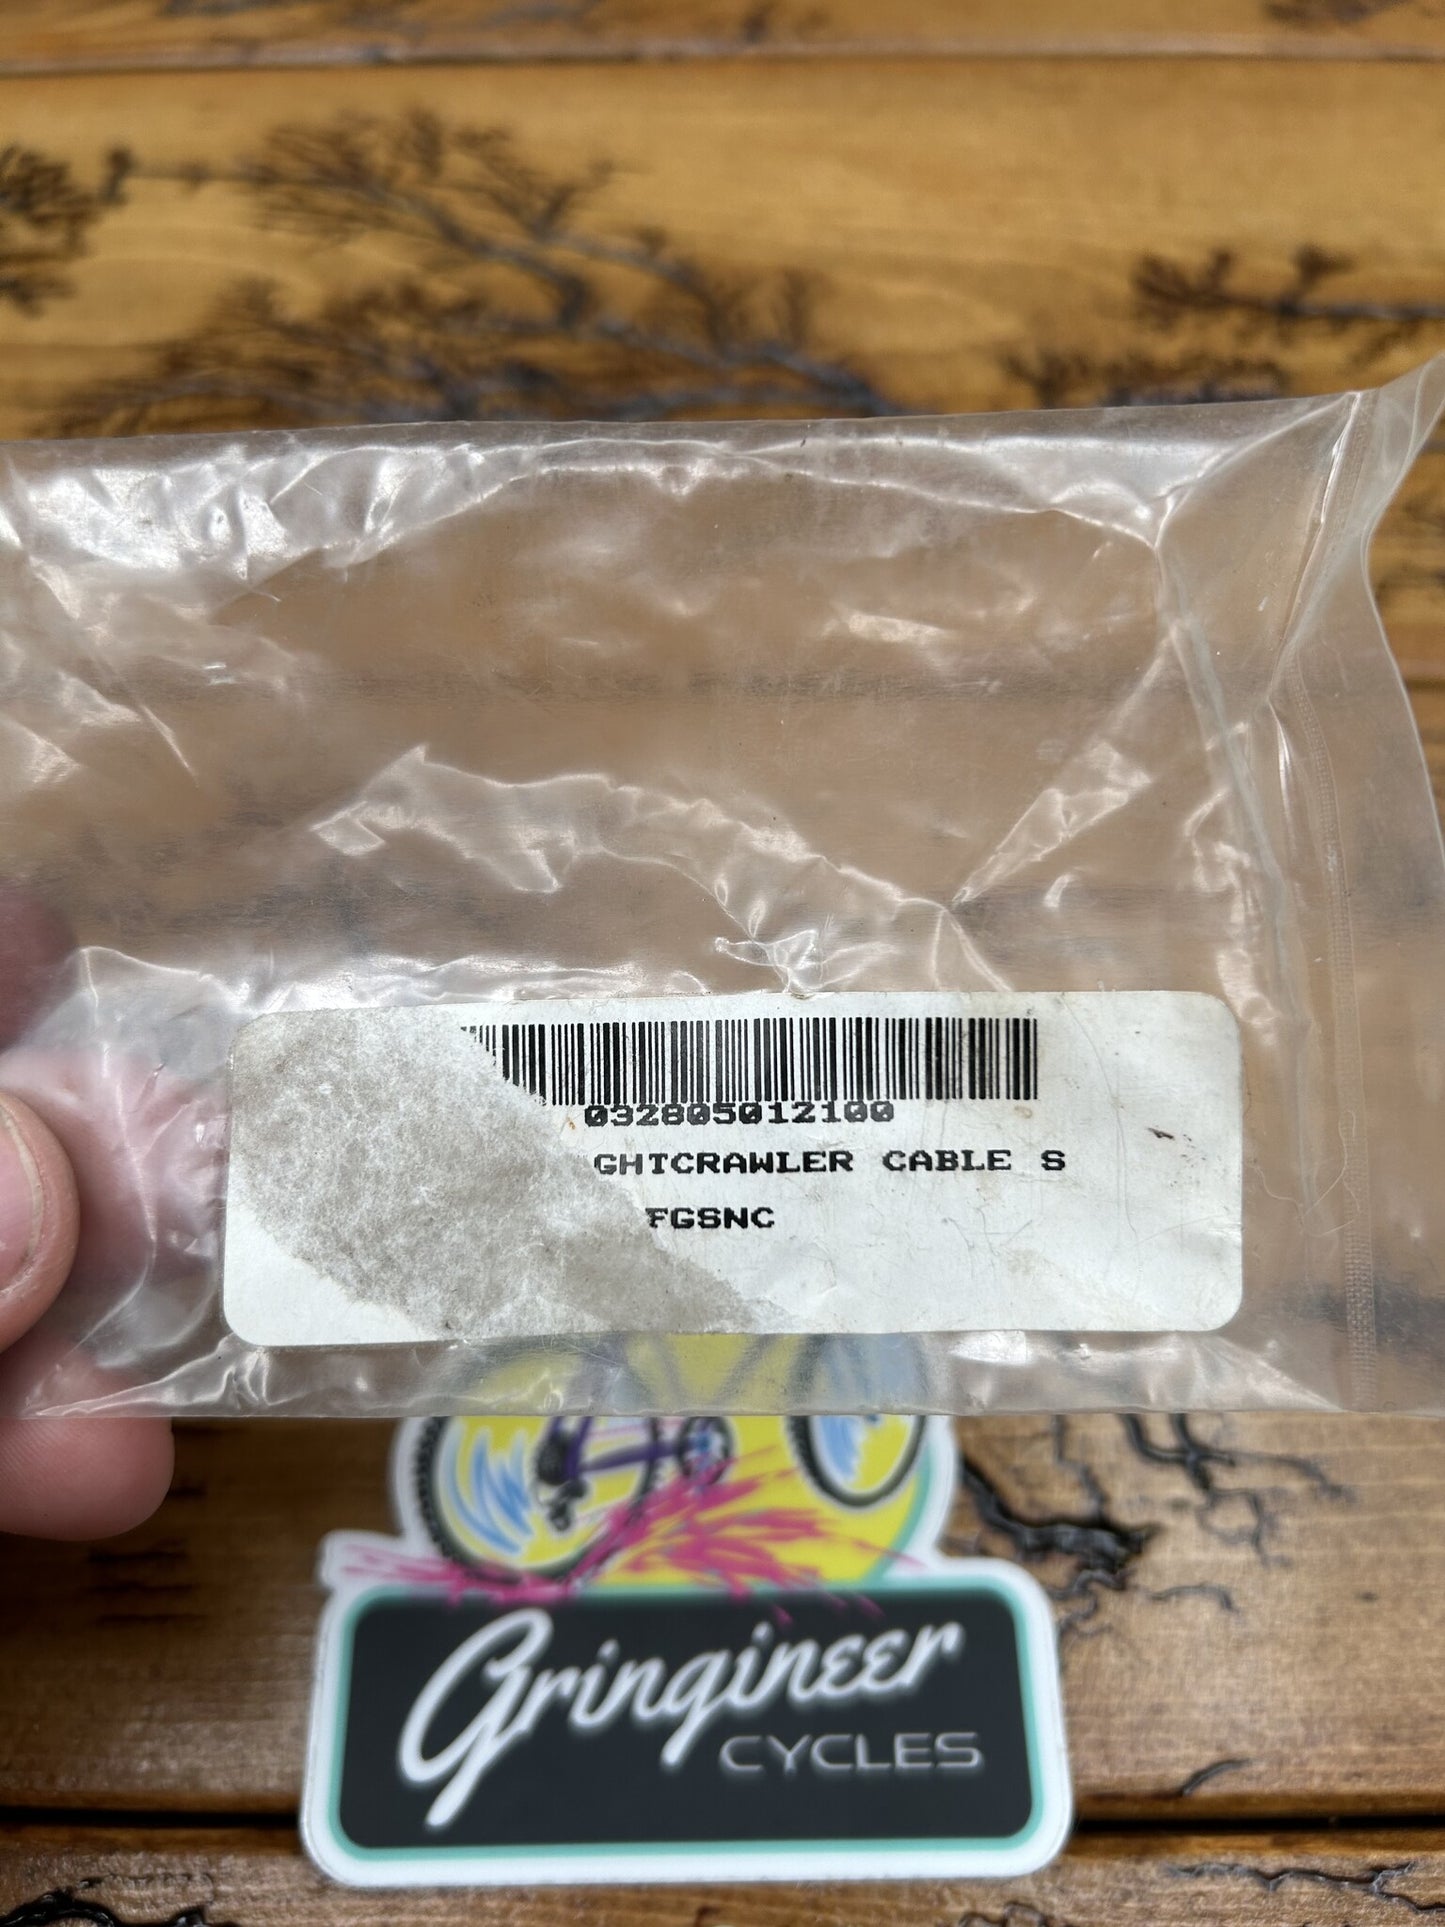 032805012100
GHTCRAWLER CABLE S
FGSNC
Gringineer
CYCLES